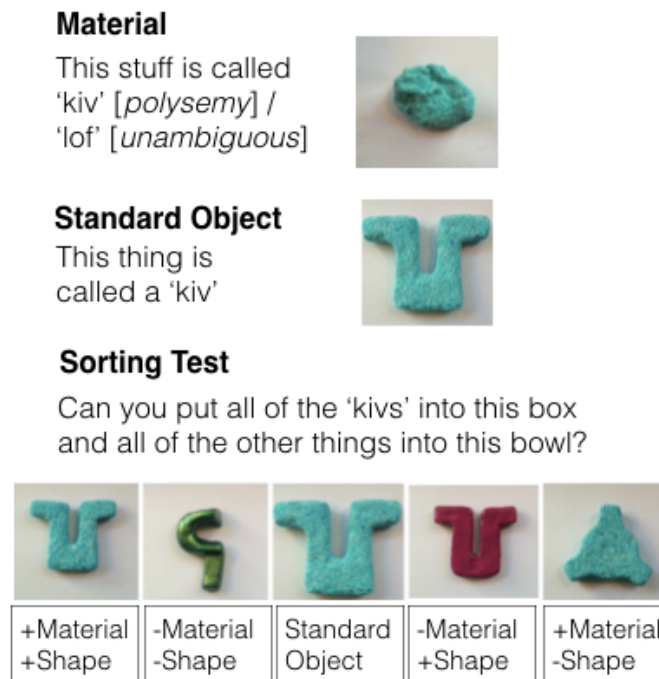 Material
This stuff is called
‘kiv’ [polysemy] /
‘lof’ [unambiguous]
Standard Object
This thing is
called a ‘kiv’
Sorting Test
Can you put all of the ‘kivs’ into this box
and all of the other things into this bowl?
+Material
+Shape
-Material
-Shape
Standard
Object
-Material
+Shape
+Material
-Shape